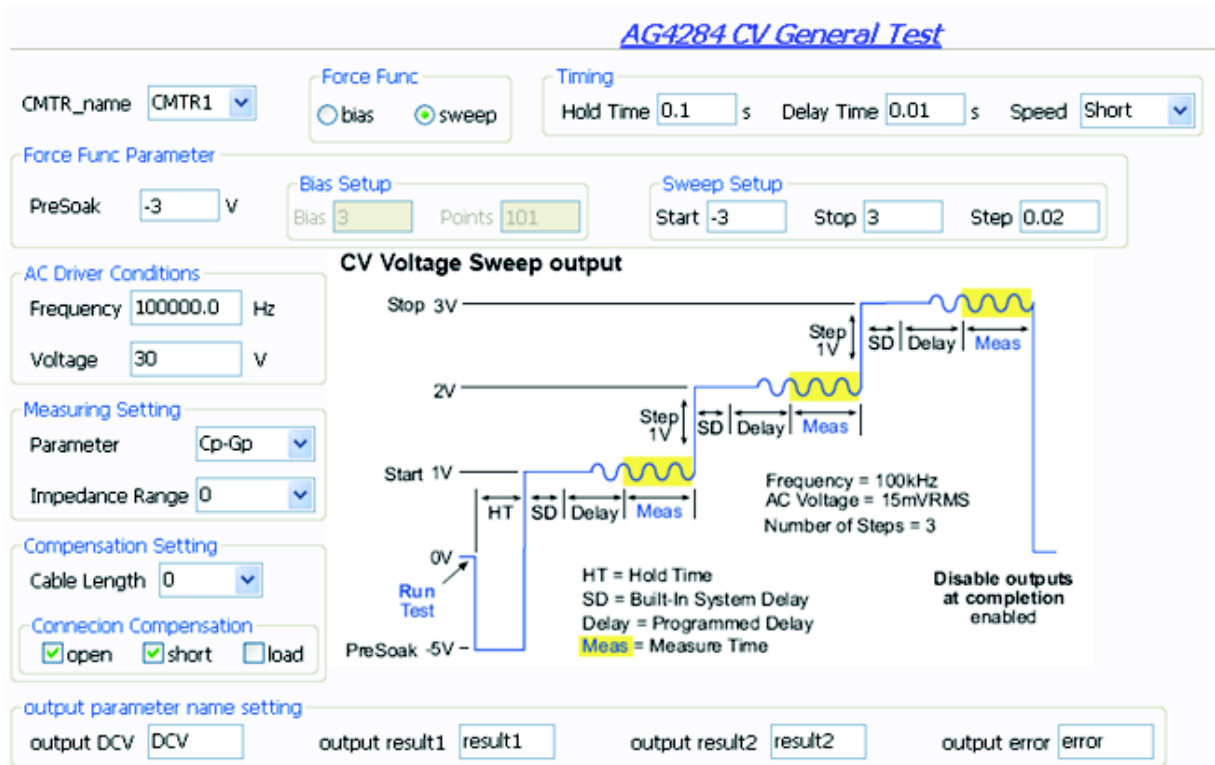 AG4284 CV General Test
CMTR_name CMTR1
Force Func
bias sweep
Timing
Hold Time 0.1 s Delay Time 0.01 s Speed Short
Force Func Parameter
PreSoak -3 V
Bias Setup
Bias 3 Points 101
Sweep Setup
Start -3 Stop 3 Step 0.02
AC Driver Conditions
Frequency 100000.0 Hz
Voltage 30 V
Measuring Setting
Parameter Cp-Gp
Impedance Range 0
Compensation Setting
Cable Length 0
Connecion Compensation
open short load
CV Voltage Sweep output
Stop 3V
Step 1V
SD Delay Meas
2V
Step 1V
SD Delay Meas
Start 1V
HT SD Delay Meas
Frequency = 100kHz
AC Voltage = 15mVRMS
Number of Steps = 3
0V
Run
Test
PreSoak -5V
HT = Hold Time
SD = Built-In System Delay
Delay = Programmed Delay
Meas = Measure Time
Disable outputs
at completion
enabled
output parameter name setting
output DCV DCV output result1 result1 output result2 result2 output error error